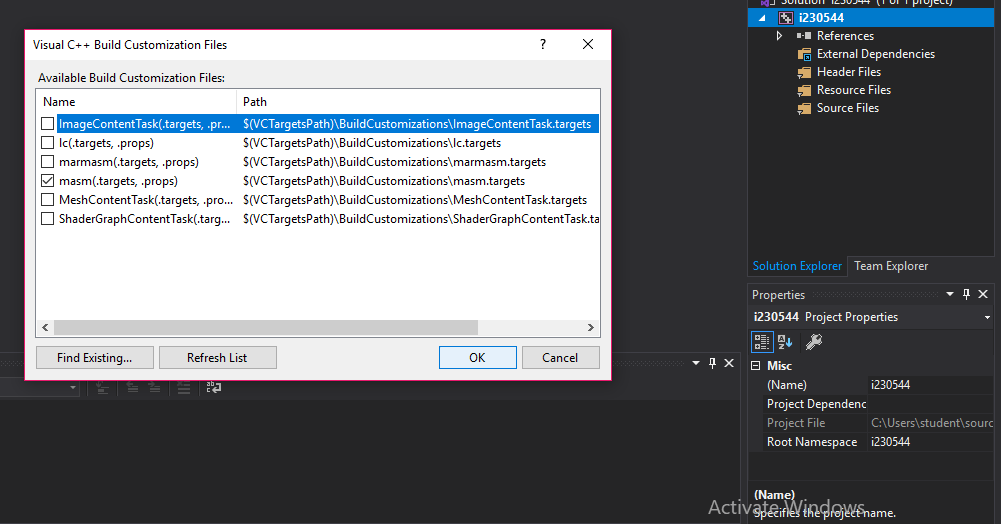 Solution 'i230544' (1 of 1 project)
i230544
References
External Dependencies
Header Files
Resource Files
Source Files
Visual C++ Build Customization Files
?
Available Build Customization Files:
Name Path
ImageContentTask(.targets, .pr... $(VCTargetsPath)\BuildCustomizations\ImageContentTask.targets
lc(.targets, .props) $(VCTargetsPath)\BuildCustomizations\lc.targets
marmasm(.targets, .props) $(VCTargetsPath)\BuildCustomizations\marmasm.targets
masm(.targets, .props) $(VCTargetsPath)\BuildCustomizations\masm.targets
MeshContentTask(.targets, .pro... $(VCTargetsPath)\BuildCustomizations\MeshContentTask.targets
ShaderGraphContentTask(.targ... $(VCTargetsPath)\BuildCustomizations\ShaderGraphContentTask.ta
Find Existing... Refresh List OK Cancel
Solution Explorer Team Explorer
Properties
i230544 Project Properties
Misc
(Name) i230544
Project Dependenc
Project File C:\Users\student\sourc
Root Namespace i230544
(Name)
Specifies the project name.
Activate Windows